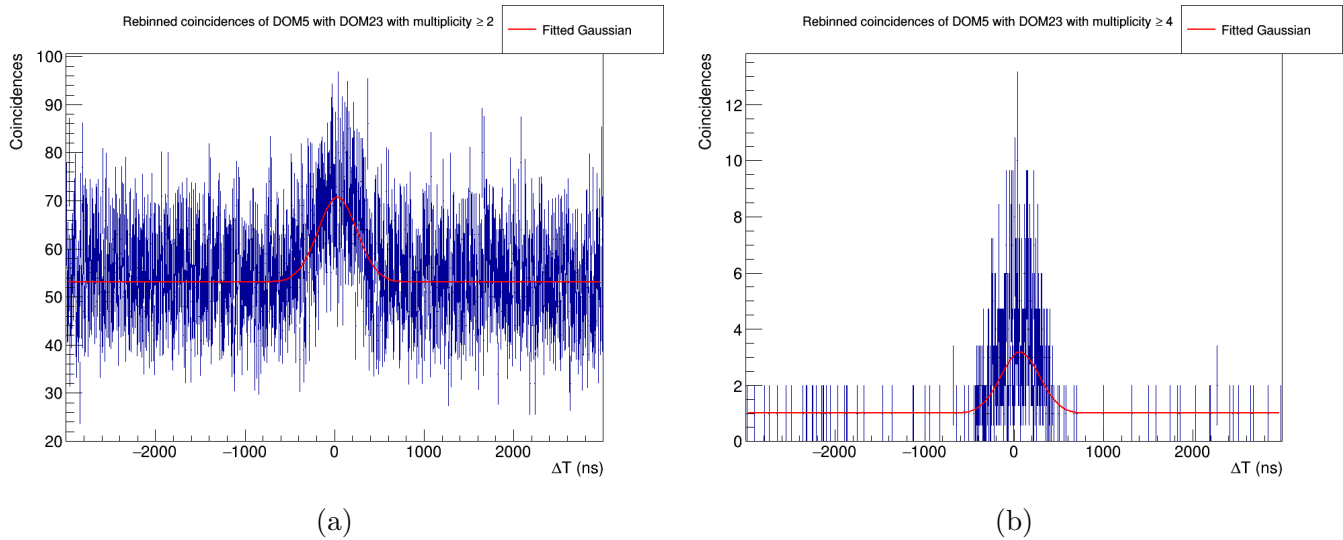 Rebinned coincidences of DOM5 with DOM23 with multiplicity ≥ 2
Fitted Gaussian
Coincidences
100
90
80
70
60
50
40
30
20
−2000 −1000 0 1000 2000
ΔT (ns)
(a)
Rebinned coincidences of DOM5 with DOM23 with multiplicity ≥ 4
Fitted Gaussian
Coincidences
12
10
8
6
4
2
0
−2000 −1000 0 1000 2000
ΔT (ns)
(b)